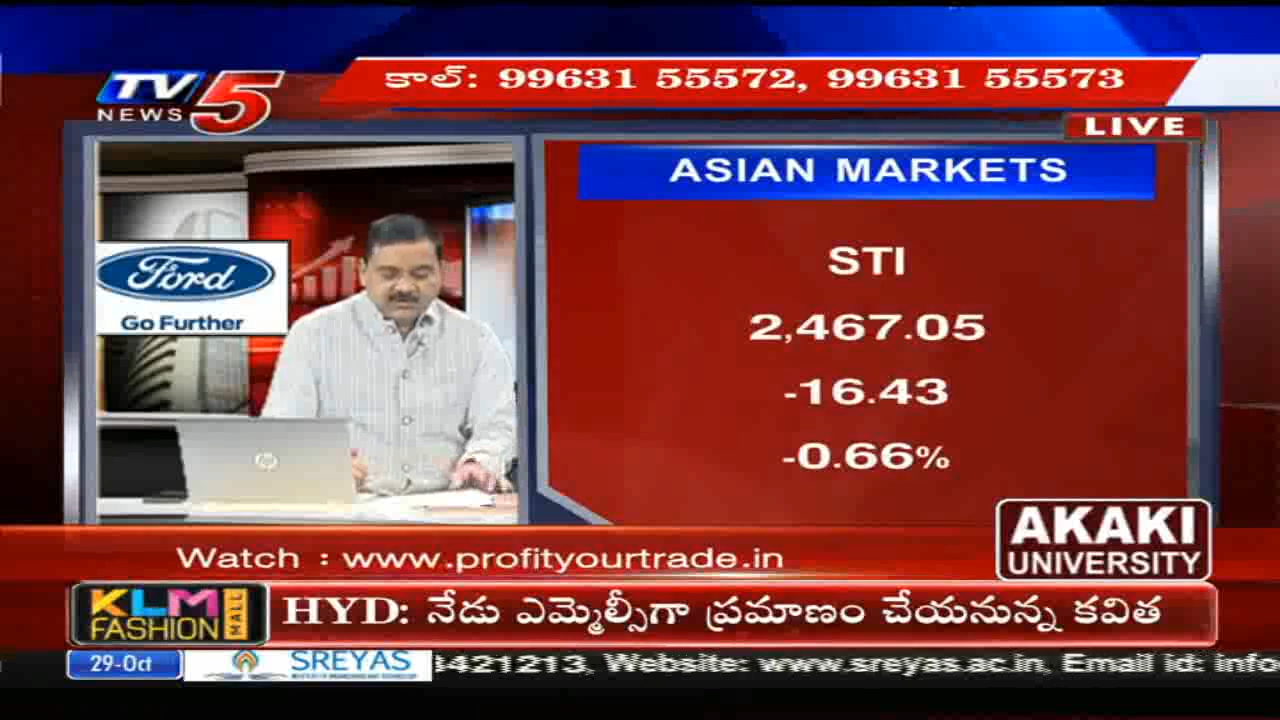 TV5
NEWS
కాల్: 99631 55572, 99631 55573
LIVE
ASIAN MARKETS
STI
2,467.05
-16.43
-0.66%
Ford
Go Further
hp
AKAKI
UNIVERSITY
Watch : www.profityourtrade.in
KLM
FASHION
MALL
HYD: నేడు ఎమ్మెల్సీగా ప్రమాణం చేయనున్న కవిత
29-Oct
SREYAS
421213, Website: www.sreyas.ac.in, Email id: info